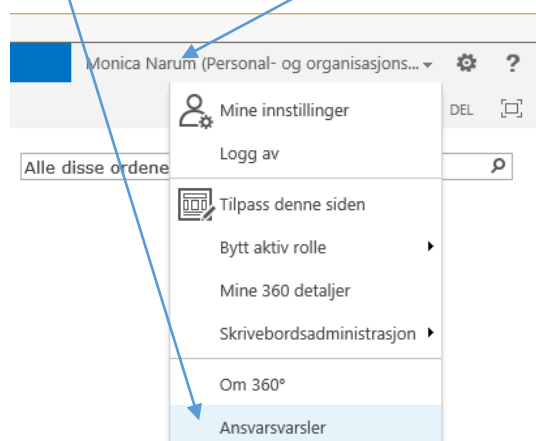 Monica Narum (Personal- og organisasjons...
?
Mine innstillinger
DEL
Logg av
Alle disse ordene
Tilpass denne siden
Bytt aktiv rolle
Mine 360 detaljer
Skrivebordsadministrasjon
Om 360°
Ansvarsvarsler